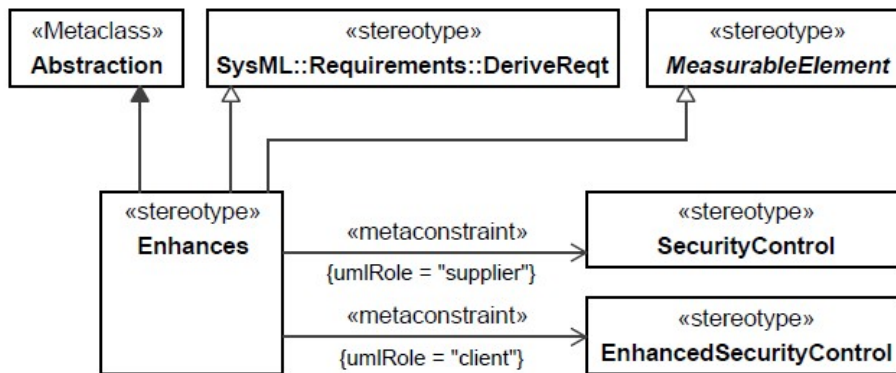 «Metaclass»
Abstraction
«stereotype»
SysML::Requirements::DeriveReqt
«stereotype»
MeasurableElement
«stereotype»
Enhances
«metaconstraint»
{umlRole = "supplier"}
«stereotype»
SecurityControl
«metaconstraint»
{umlRole = "client"}
«stereotype»
EnhancedSecurityControl